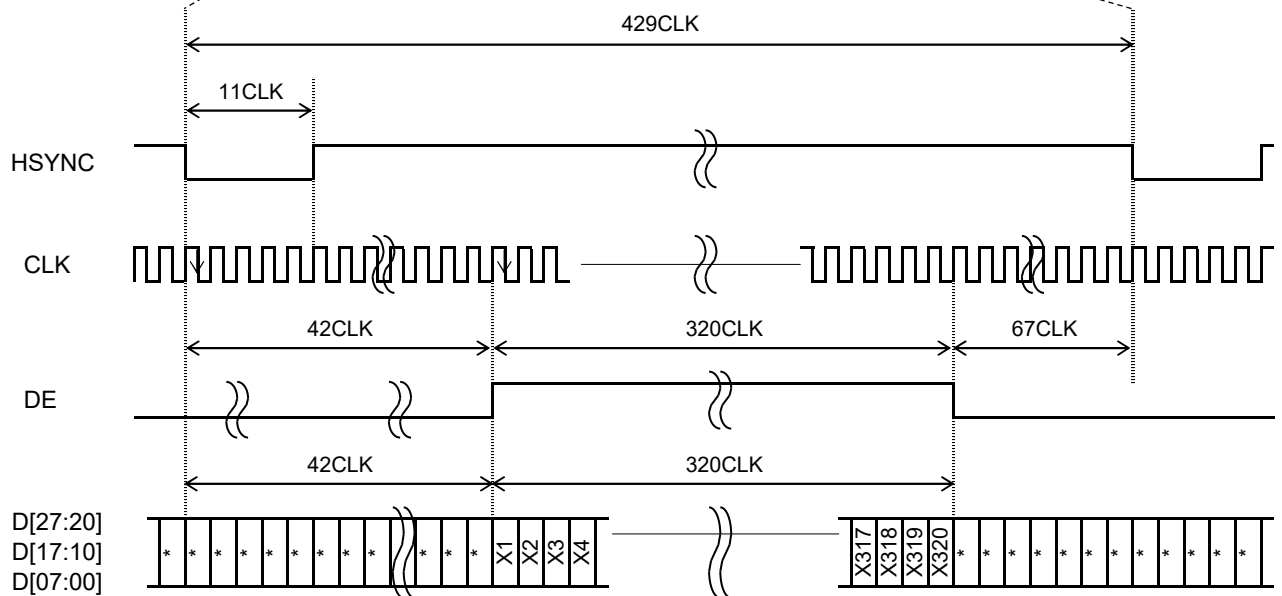 429CLK
11CLK
HSYNC
CLK
42CLK 320CLK 67CLK
DE
42CLK 320CLK
D[27:20]
D[17:10]
D[07:00]
* * * * * * * * * * * * X1 X2 X3 X4 X317 X318 X319 X320 * * * * * * * * * * * *